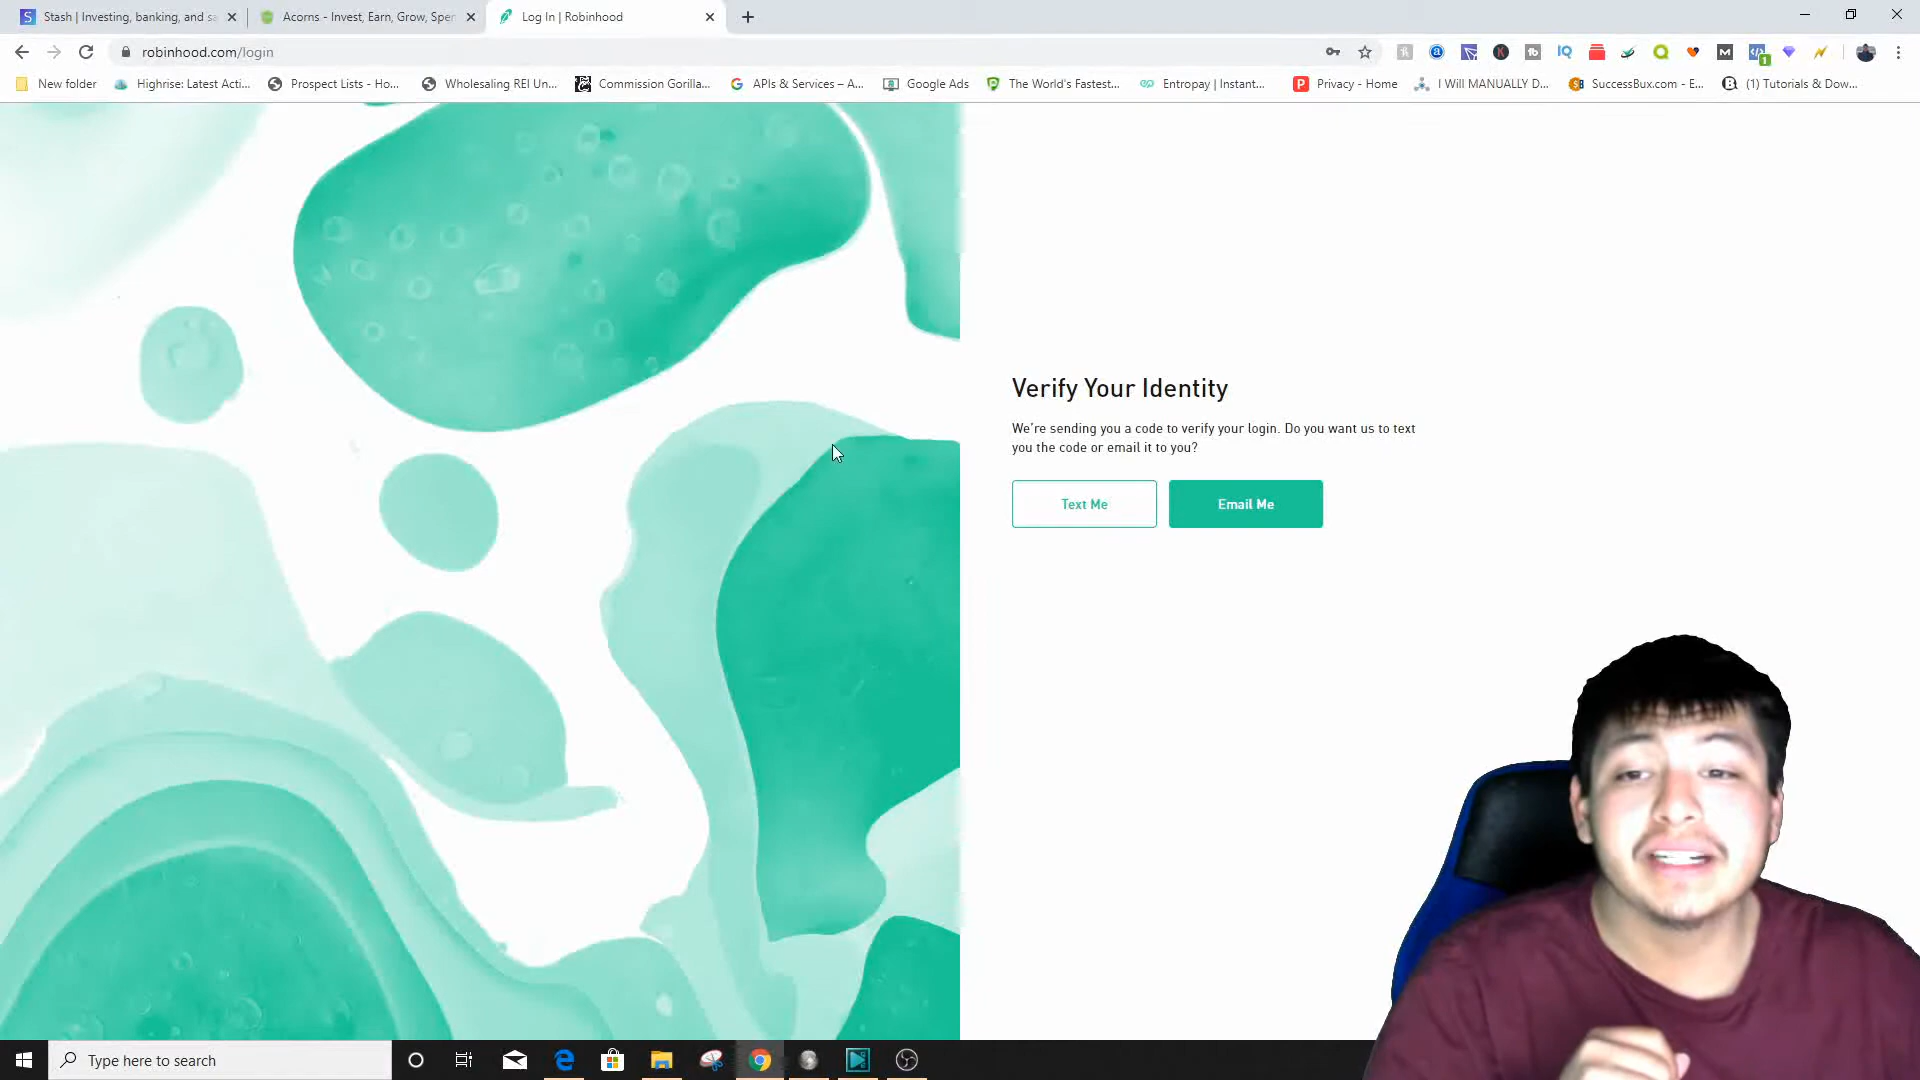 Stash | Investing, banking, and sa
Acorns - Invest, Earn, Grow, Sper
Log In | Robinhood
robinhood.com/login
New folder
Highrise: Latest Acti...
Prospect Lists - Ho...
Wholesaling REI Un...
Commission Gorilla...
APIs & Services – A...
Google Ads
The World's Fastest...
Entropay | Instant...
Privacy - Home
I Will MANUALLY D...
SuccessBux.com - E...
(1) Tutorials & Dow...
Verify Your Identity
We're sending you a code to verify your login. Do you want us to text
you the code or email it to you?
Text Me
Email Me
Type here to search